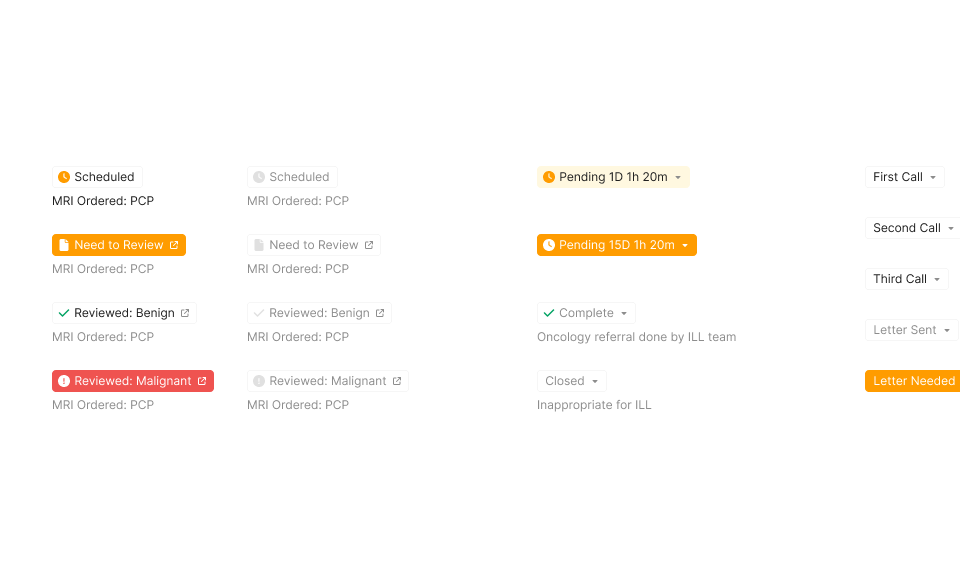 Scheduled
MRI Ordered: PCP
Need to Review
MRI Ordered: PCP
Reviewed: Benign
MRI Ordered: PCP
Reviewed: Malignant
MRI Ordered: PCP
Scheduled
MRI Ordered: PCP
Need to Review
MRI Ordered: PCP
Reviewed: Benign
MRI Ordered: PCP
Reviewed: Malignant
MRI Ordered: PCP
Pending 1D 1h 20m
Pending 15D 1h 20m
Complete
Oncology referral done by ILL team
Closed
Inappropriate for ILL
First Call
Second Call
Third Call
Letter Sent
Letter Needed